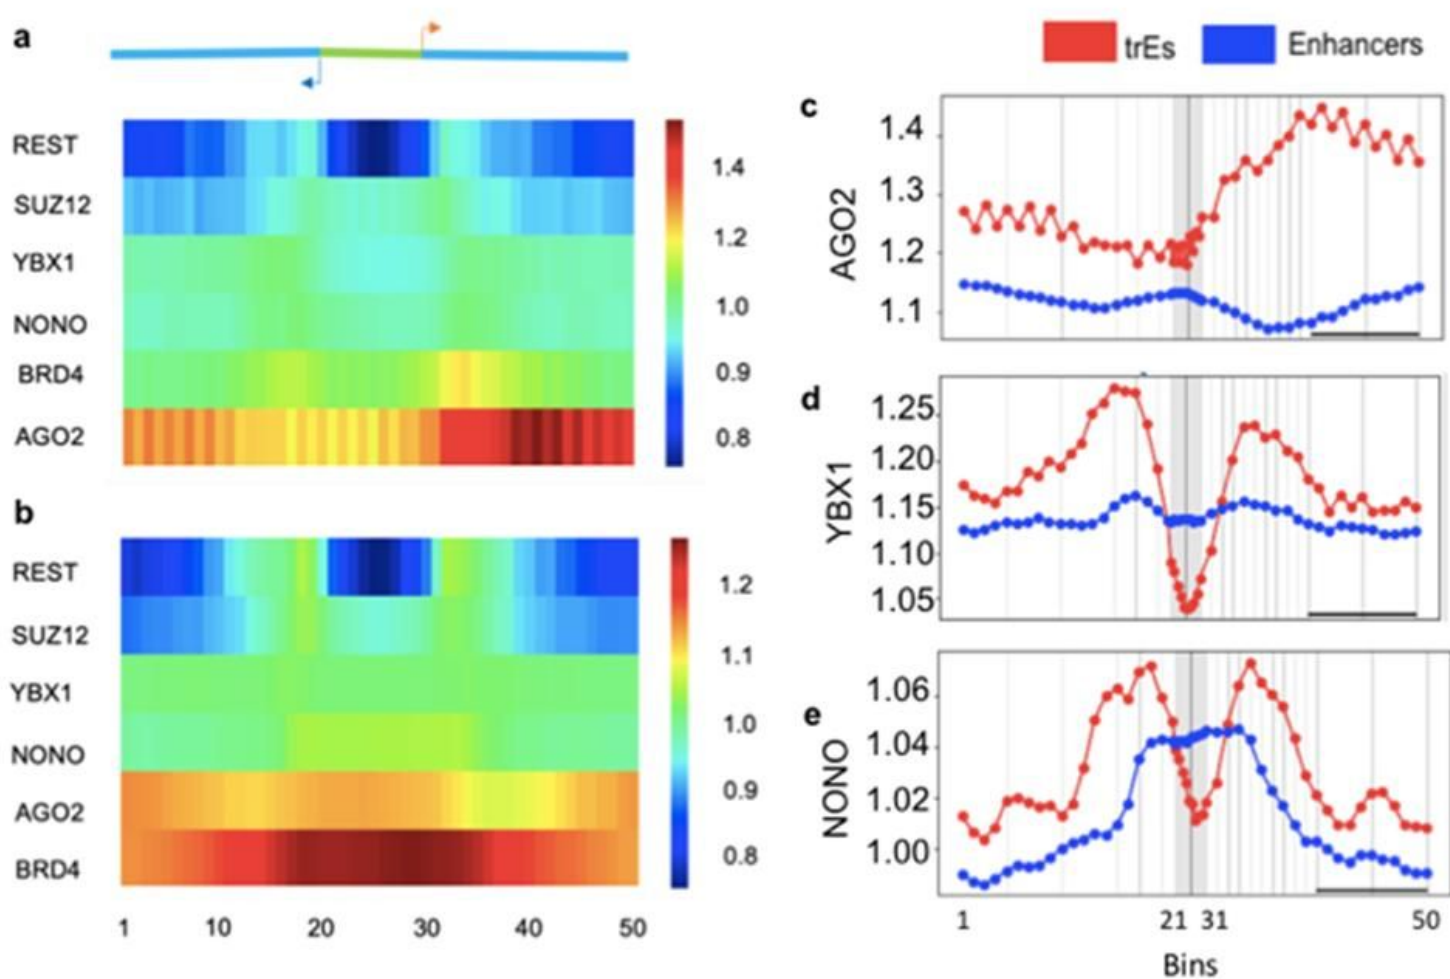 a
REST
SUZ12
YBX1
NONO
BRD4
AGO2
1.4
1.2
1.0
0.9
0.8
b
REST
SUZ12
YBX1
NONO
AGO2
BRD4
1.2
1.1
1.0
0.9
0.8
1 10 20 30 40 50
trEs Enhancers
c
AGO2
1.4
1.3
1.2
1.1
d
YBX1
1.25
1.20
1.15
1.10
1.05
e
NONO
1.06
1.04
1.02
1.00
1 21 31 50
Bins